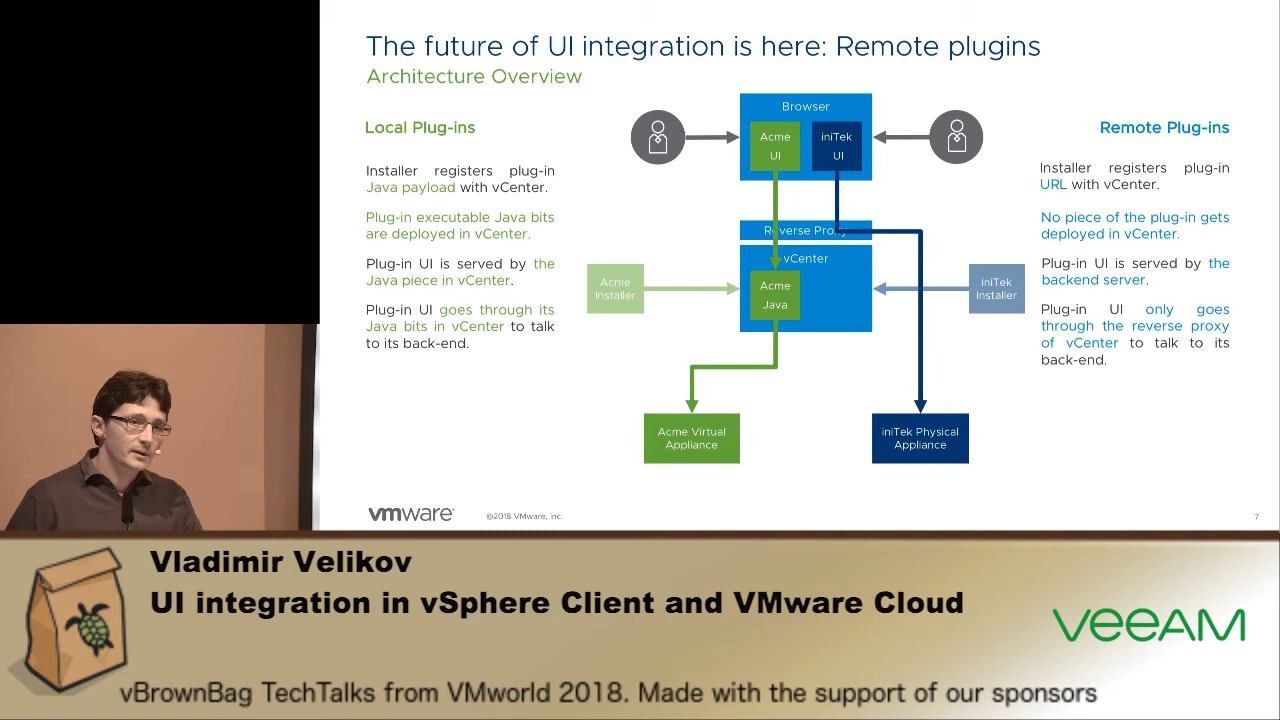 The future of UI integration is here: Remote plugins
Architecture Overview
Local Plug-ins
Installer registers plug-in
Java payload with vCenter.
Plug-in executable Java bits
are deployed in vCenter.
Plug-in UI is served by the
Java piece in vCenter.
Plug-in UI goes through its
Java bits in vCenter to talk
to its back-end.
Browser
Acme
UI
iniTek
UI
Reverse Proxy
vCenter
Acme
Installer
Acme
Java
iniTek
Installer
Acme Virtual
Appliance
iniTek Physical
Appliance
Remote Plug-ins
Installer registers plug-in
URL with vCenter.
No piece of the plug-in gets
deployed in vCenter.
Plug-in UI is served by the
backend server.
Plug-in UI only goes
through the reverse proxy
of vCenter to talk to its
back-end.
vmware
©2018 VMware, Inc.
7
Vladimir Velikov
UI integration in vSphere Client and VMware Cloud
veeAM
vBrownBag TechTalks from VMworld 2018. Made with the support of our sponsors